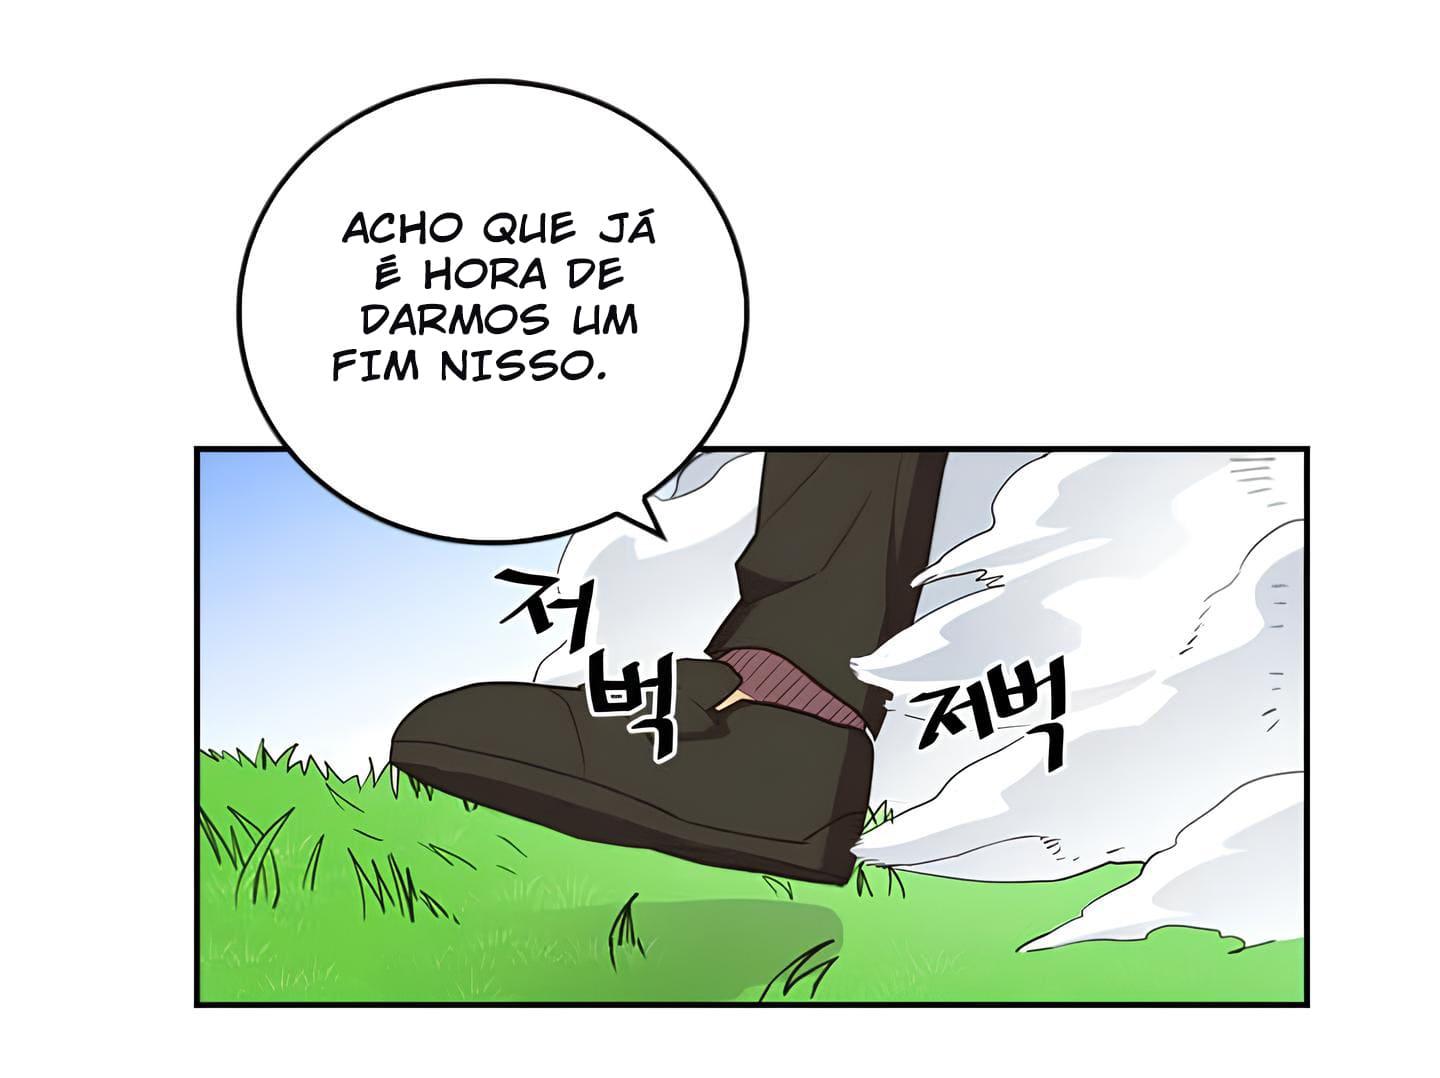 ACHO QUE JÁ
É HORA DE
DARMOS UM
FIM NISSO.
저
벅
저벅